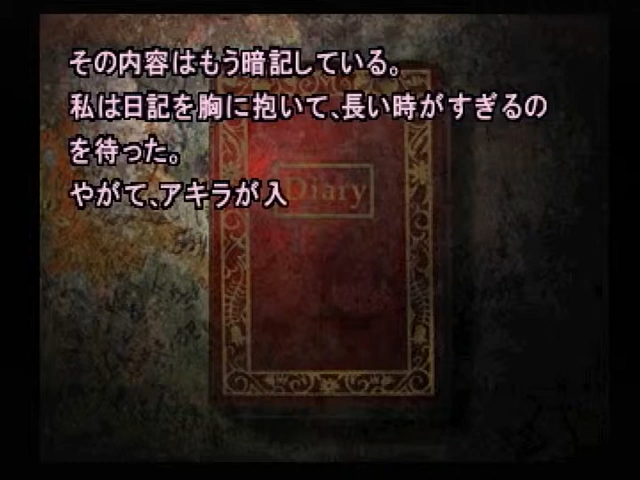 その内容はもう暗記している。
私は日記を胸に抱いて、長い時がすぎるの
を待った。
やがて、アキラが入
Diary